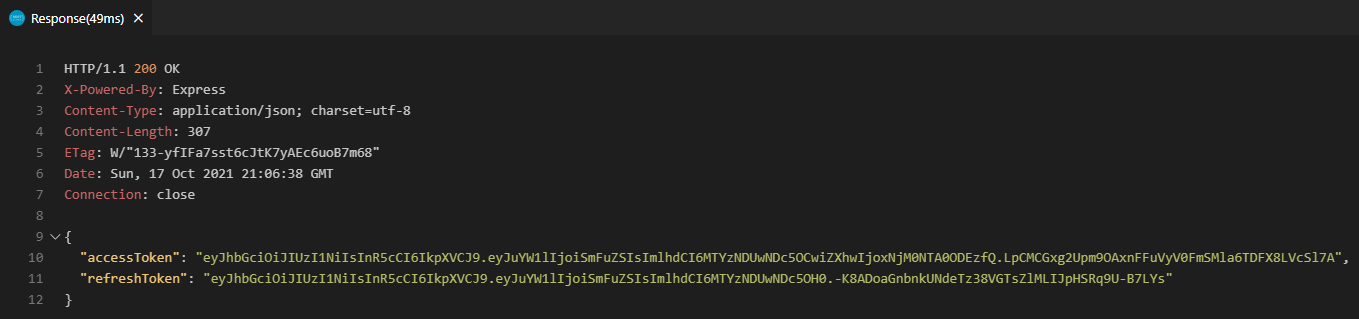 Response(49ms)
1 HTTP/1.1 200 OK
2 X-Powered-By: Express
3 Content-Type: application/json; charset=utf-8
4 Content-Length: 307
5 ETag: W/"133-yfIFa7sst6cJtK7yAEc6uoB7m68"
6 Date: Sun, 17 Oct 2021 21:06:38 GMT
7 Connection: close
8
9 {
10 "accessToken": "eyJhbGciOiJIUzI1NiIsInR5cCI6IkpXVCJ9.eyJuYW1lIjoiSmFuZSIsImlhdCI6MTYzNDUwNDc5OCwiZXhwIjoxNjM0NTA0ODEzfQ.LpCMCGxg2Upm9OAxnFFuVyV0FmSMla6TDFX8LVcSl7A",
11 "refreshToken": "eyJhbGciOiJIUzI1NiIsInR5cCI6IkpXVCJ9.eyJuYW1lIjoiSmFuZSIsImlhdCI6MTYzNDUwNDc5OH0.-K8ADoaGnbnkUNdeTz38VGTsZlMLIJpHSRq9U-B7LYs"
12 }